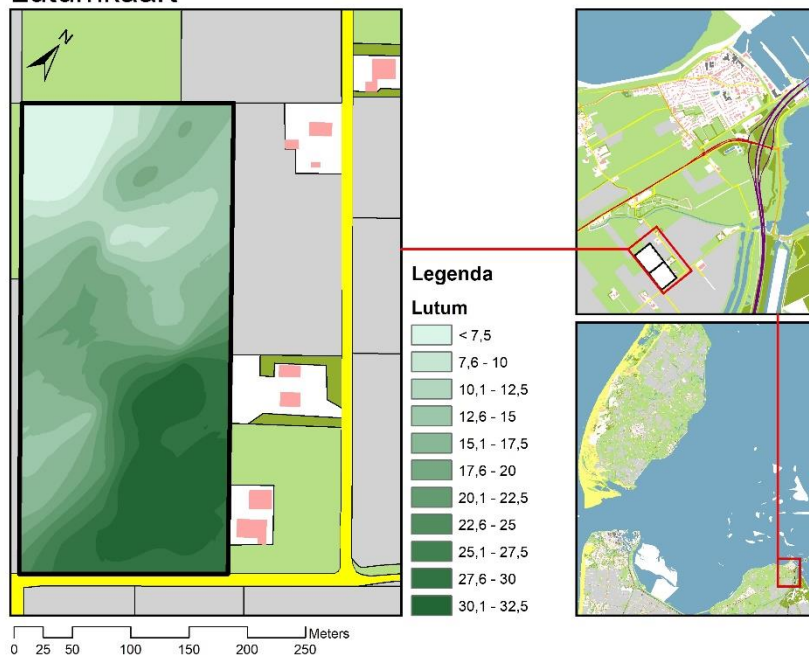 Lutumkaart
N
Legenda
Lutum
< 7,5
7,6 - 10
10,1 - 12,5
12,6 - 15
15,1 - 17,5
17,6 - 20
20,1 - 22,5
22,6 - 25
25,1 - 27,5
27,6 - 30
30,1 - 32,5
Meters
0 25 50 100 150 200 250